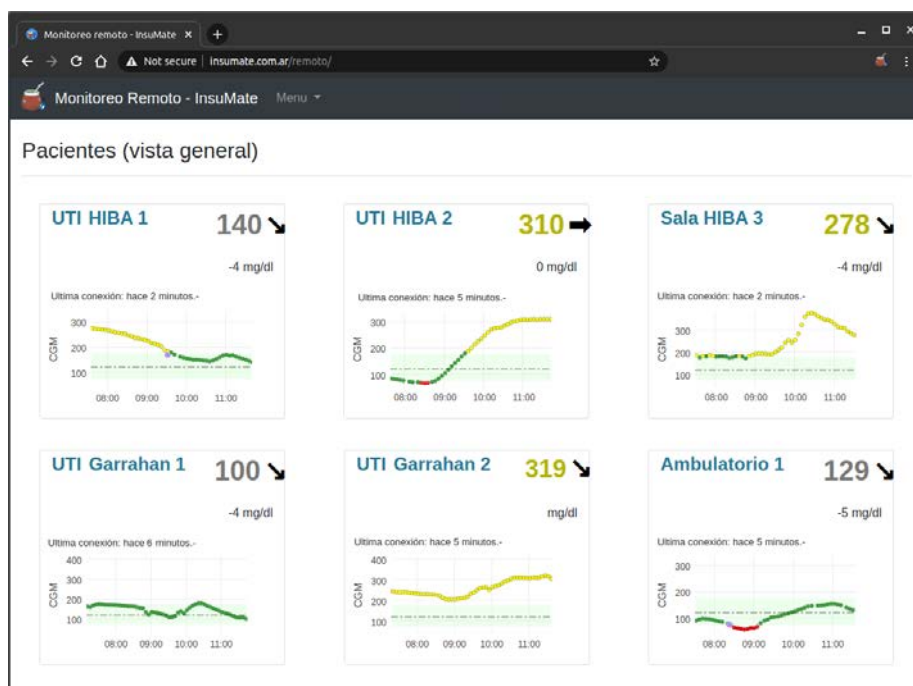 Monitoreo remoto - InsuMate
Not secure | insumate.com.ar/remoto/
Monitoreo Remoto - InsuMate Menu
Pacientes (vista general)
UTI HIBA 1 140
-4 mg/dl
Ultima conexión: hace 2 minutos.-
300
200
100
CGM
08:00 09:00 10:00 11:00
UTI HIBA 2 310
0 mg/dl
Ultima conexión: hace 5 minutos.-
300
200
100
CGM
08:00 09:00 10:00 11:00
Sala HIBA 3 278
-4 mg/dl
Ultima conexión: hace 2 minutos.-
300
200
100
CGM
08:00 09:00 10:00 11:00
UTI Garrahan 1 100
-4 mg/dl
Ultima conexión: hace 6 minutos.-
400
300
200
100
CGM
08:00 09:00 10:00 11:00
UTI Garrahan 2 319
mg/dl
Ultima conexión: hace 5 minutos.-
400
300
200
100
CGM
08:00 09:00 10:00 11:00
Ambulatorio 1 129
-5 mg/dl
Ultima conexión: hace 5 minutos.-
300
200
100
CGM
08:00 09:00 10:00 11:00